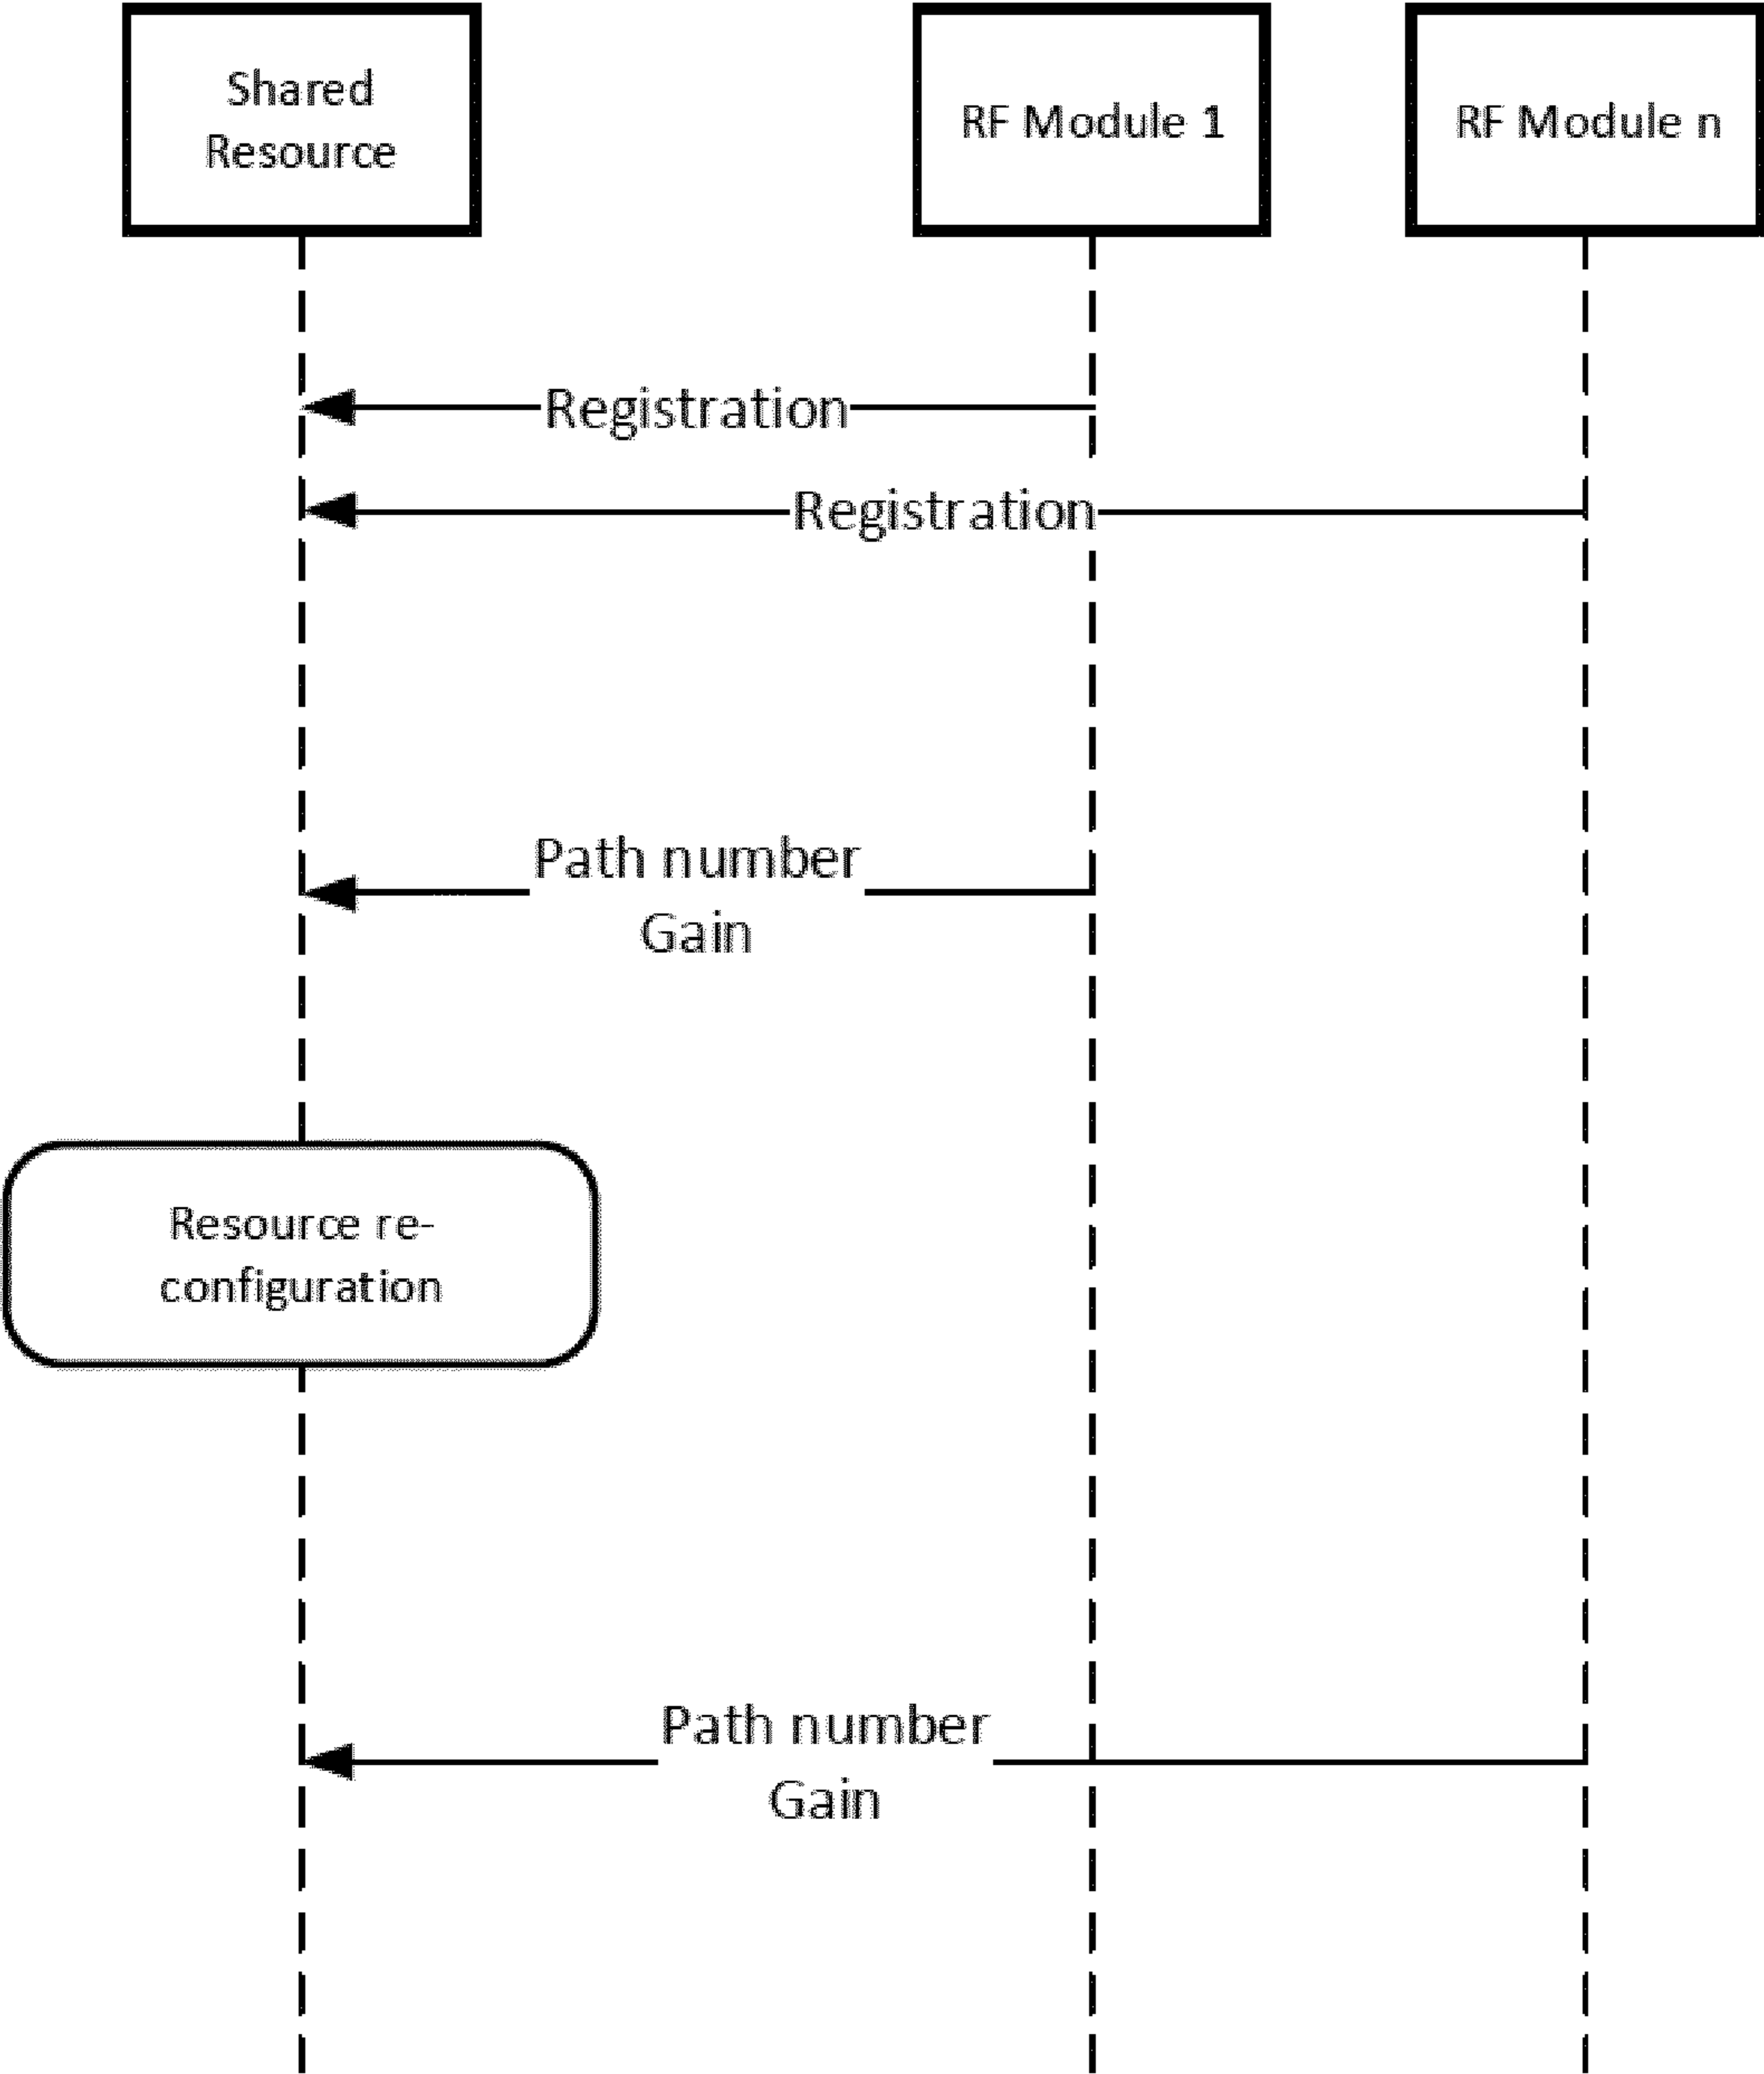 Shared
Resource
RF Module 1
RF Module n
Registration
Registration
Path number
Gain
Resource re-
configuration
Path number
Gain